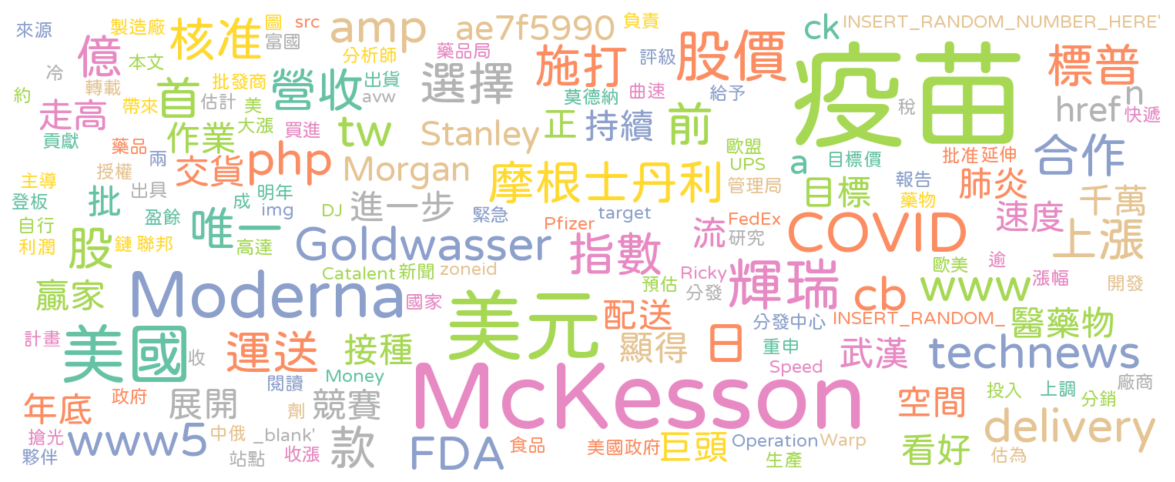 來源 製造廠 圖 src amp ae7f5990 負責 ck INSERT_RANDOM_NUMBER_HERE'
億 核准 富國 分析師 藥品局 施打 股價 評級 疫苗 標普
冷 本文 批發商 出貨 選擇 莫德納 曲速 給予 稅 href n
約 轉載 首 估計 營收 avw 快遞
走高 帶來 美 tw Stanley 正 持續 前 合作
貢獻 作業 大漲 買進 歐盟 a 目標價 批准 延伸
藥品 兩 交貨 php Morgan 摩根士丹利 UPS 目標 報告 肺炎
主導 授權 出具 成 明年 管理局 藥物 千萬
登板 批 盈餘 唯一 img DJ 進一步 緊急 Pfizer target FedEx COVID 速度
自行 股 鏈 聯邦 高達 Goldwasser 指數 流 研究 上漲
利潤 Catalent 新聞 zoneid Ricky 歐美 逾
贏家 Moderna 國家 預估 分發 輝瑞 cb www 漲幅 開發
計畫 美國 收 運送 接種 美元 配送 日 分發中心 INSERT_RANDOM_ 醫藥物
顯得 重申 武漢 technews
閱讀 Money McKesson Speed 投入 上調 廠商
年底 政府 展開 劑 競賽 空間 分銷
搶光 www5 中俄 _blank' 款 FDA 食品 美國政府 巨頭 Operation Warp 看好 delivery
夥伴 站點 收漲 生產 估為